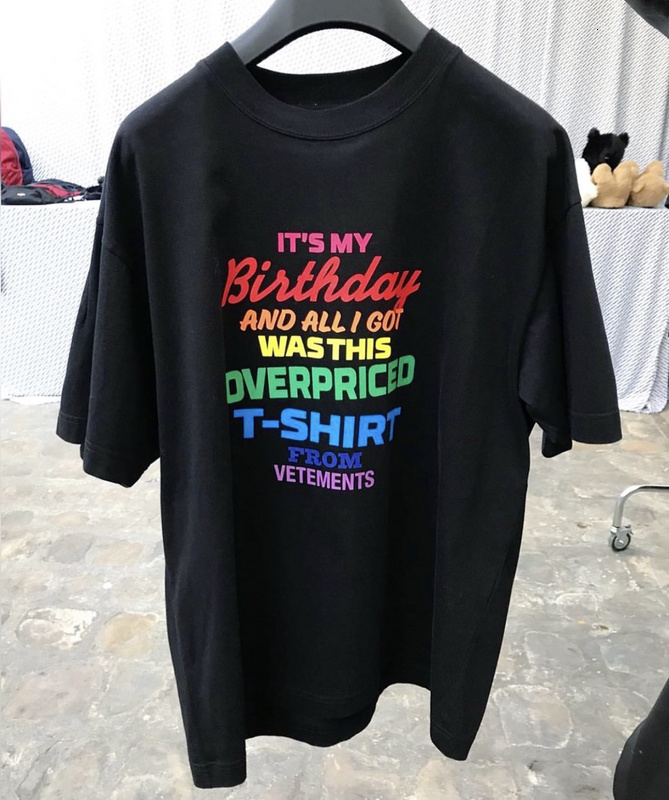 IT'S MY
Birthday
AND ALL I GOT
WAS THIS
OVERPRICED
T-SHIRT
FROM
VETEMENTS